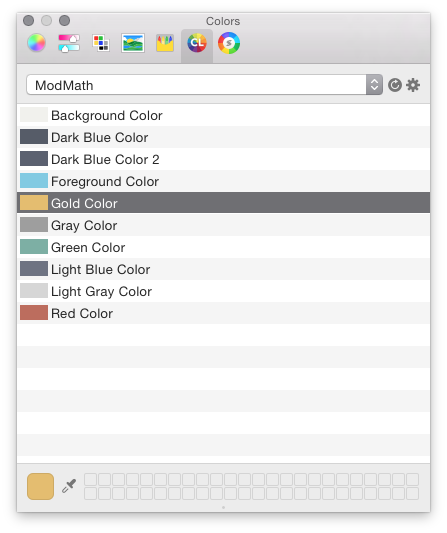 Colors
CL
S
ModMath
Background Color
Dark Blue Color
Dark Blue Color 2
Foreground Color
Gold Color
Gray Color
Green Color
Light Blue Color
Light Gray Color
Red Color